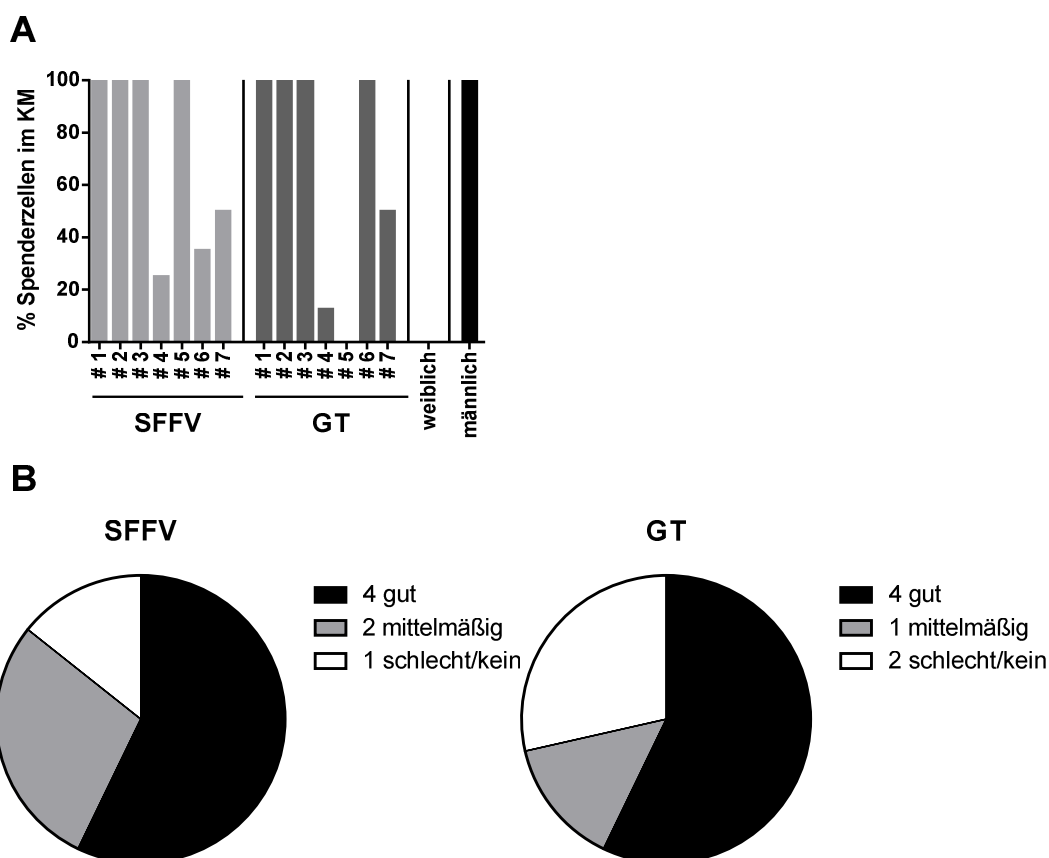 A
% Spenderzellen im KM
100
80
60
40
20
0
# 1
# 2
# 3
# 4
# 5
# 6
# 7
# 1
# 2
# 3
# 4
# 5
# 6
# 7
weiblich
männlich
SFFV
GT
B
SFFV
4 gut
2 mittelmäßig
1 schlecht/kein
GT
4 gut
1 mittelmäßig
2 schlecht/kein